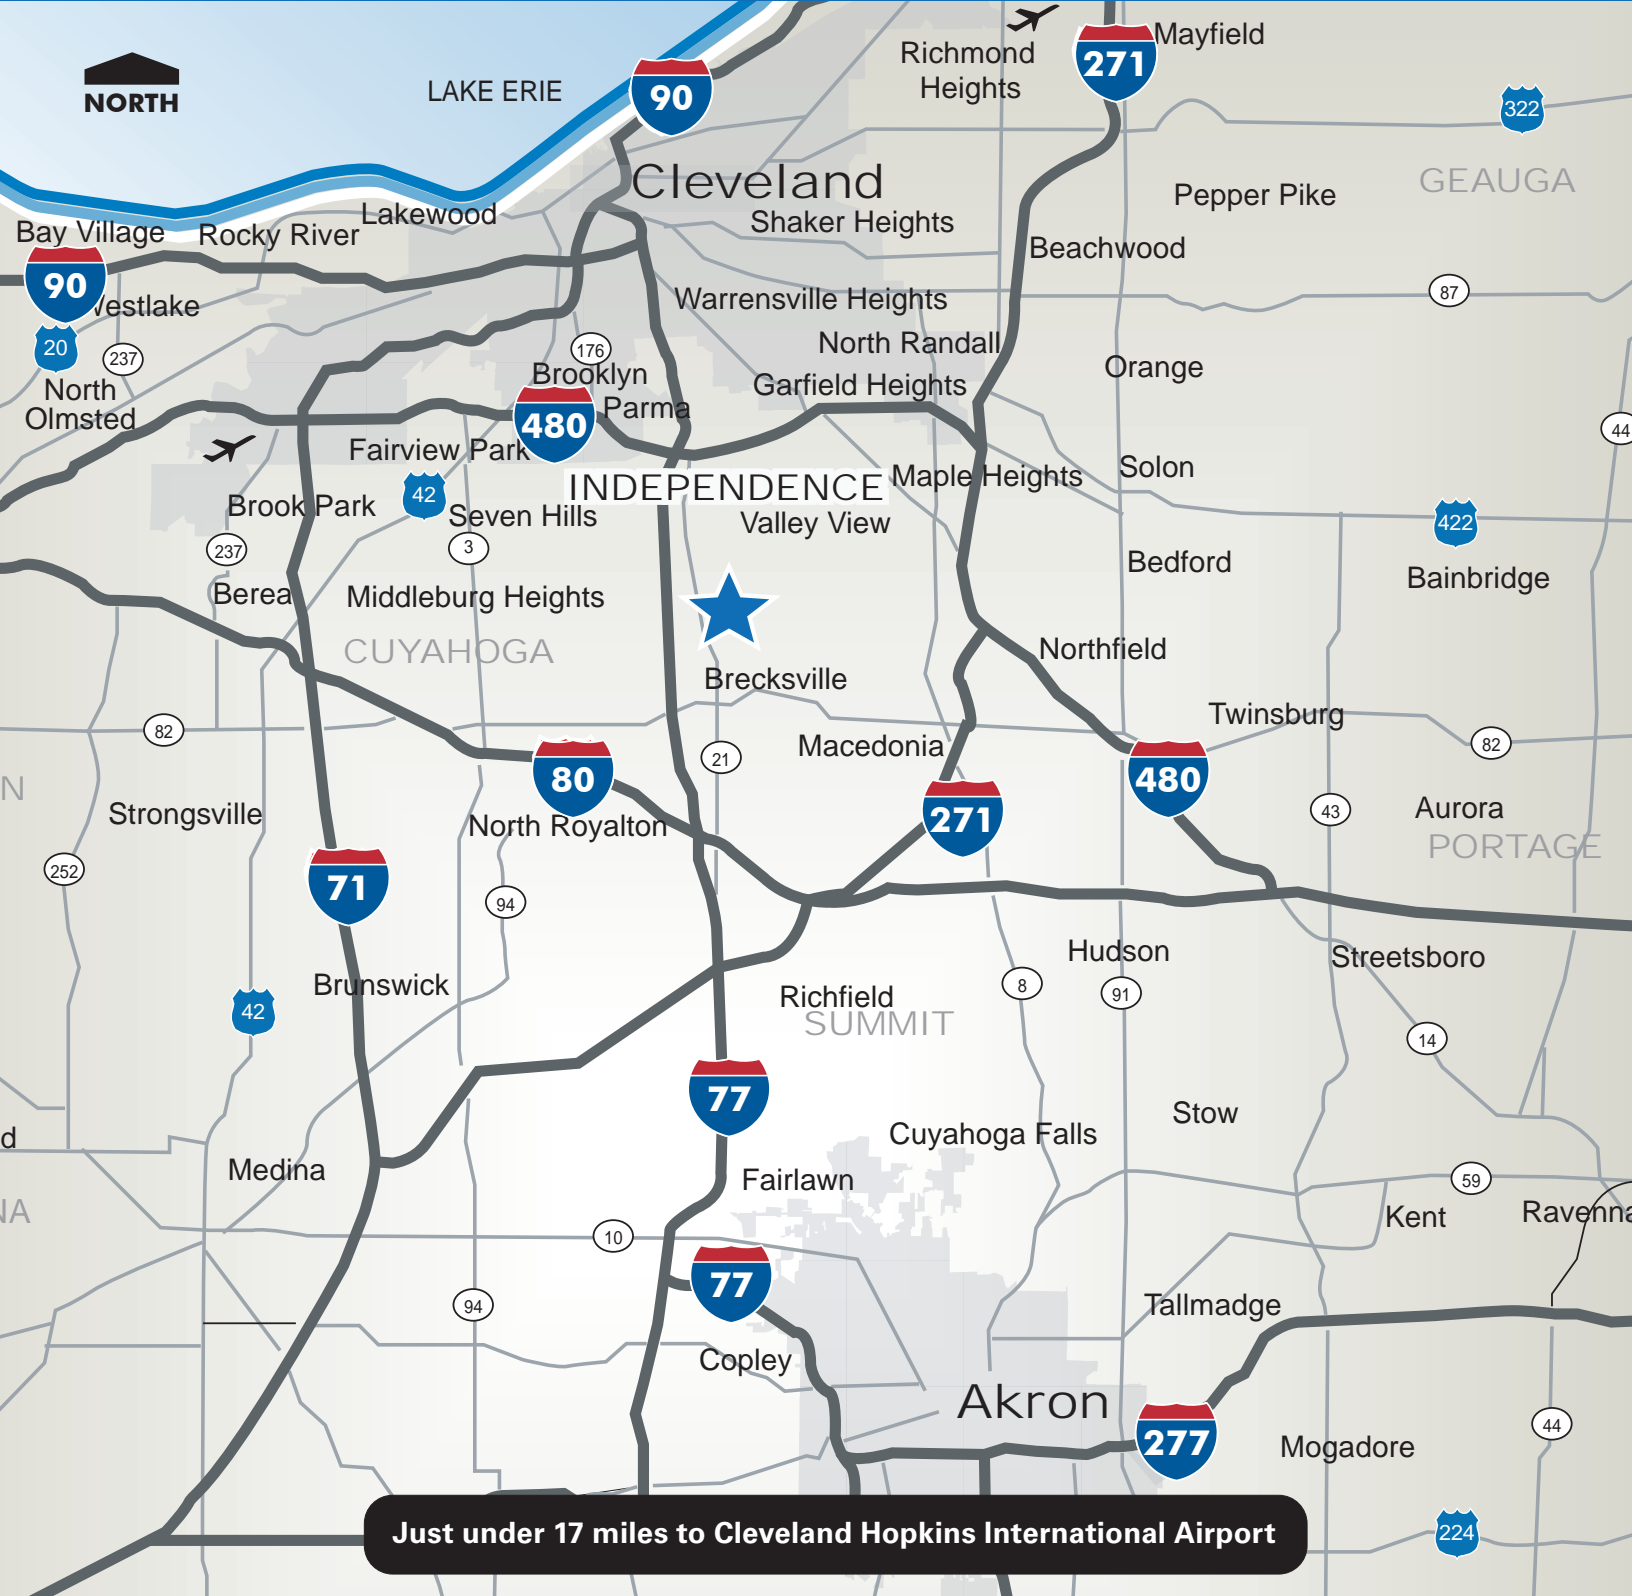 Mayfield
Richmond
Heights
271
LAKE ERIE
90
NORTH
322
Cleveland
GEAUGA
Pepper Pike
Lakewood
Shaker Heights
Bay Village
Rocky River
Beachwood
90
87
Westlake
Warrensville Heights
20
237
176
North Randall
Orange
Brooklyn
Garfield Heights
North
Olmsted
Parma
480
44
Fairview Park
Solon
Maple Heights
INDEPENDENCE
42
Brook Park
Seven Hills
Valley View
422
237
3
Bedford
Bainbridge
Berea
Middleburg Heights
CUYAHOGA
Northfield
Brecksville
Twinsburg
82
Macedonia
82
21
80
480
N
Strongsville
271
43
Aurora
North Royalton
PORTAGE
252
71
94
Hudson
Streetsboro
Brunswick
8
91
Richfield
42
SUMMIT
14
77
Stow
d
Cuyahoga Falls
Medina
Fairlawn
59
NA
Kent
Ravenna
10
77
94
Tallmadge
Copley
Akron
277
Mogadore
44
Just under 17 miles to Cleveland Hopkins International Airport
224